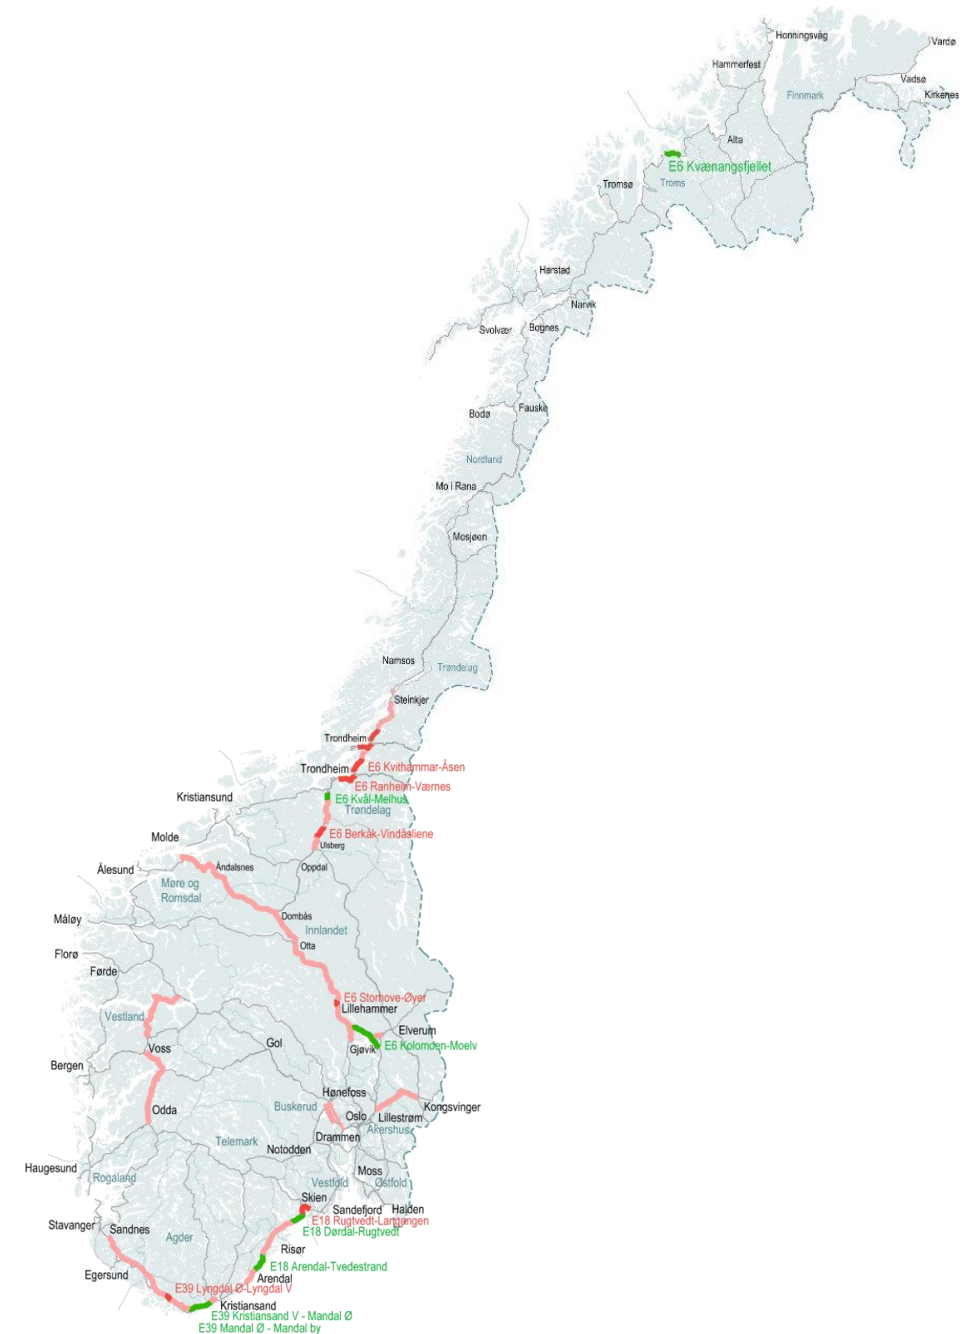 Honningsvåg
Vardø
Hammerfest
Vadsø
Kirkenes
Finnmark
Alta
E6 Kvænangsfjellet
Troms
Tromsø
Harstad
Narvik
Svolvær
Bognes
Bodø
Fauske
Nordland
Mo i Rana
Mosjøen
Namsos
Trøndelag
Steinkjer
Trondheim
Trondheim
E6 Kvithammar-Åsen
E6 Ranheim-Værnes
Kristiansund
E6 Kvål-Melhus
Trøndelag
E6 Berkåk-Vindåsliene
Molde
Ulsberg
Ålesund
Åndalsnes
Oppdal
Møre og
Romsdal
Måløy
Dombås
Innlandet
Otta
Florø
Førde
E6 Storhove-Øyer
Lillehammer
Vestland
Elverum
Voss
Gol
Gjøvik
E6 Kolomoen-Moelv
Bergen
Hønefoss
Odda
Buskerud
Oslo
Lillestrøm
Kongsvinger
Akershus
Drammen
Telemark
Notodden
Haugesund
Rogaland
Moss
Vestfold
Østfold
Skien
Sandefjord
Halden
E18 Rugtvedt-Langangen
E18 Dørdal-Rugtvedt
Stavanger
Sandnes
Agder
Risør
E18 Arendal-Tvedestrand
Egersund
Arendal
E39 Lyngdal Ø-Lyngdal V
Kristiansand
E39 Kristiansand V - Mandal Ø
E39 Mandal Ø - Mandal by